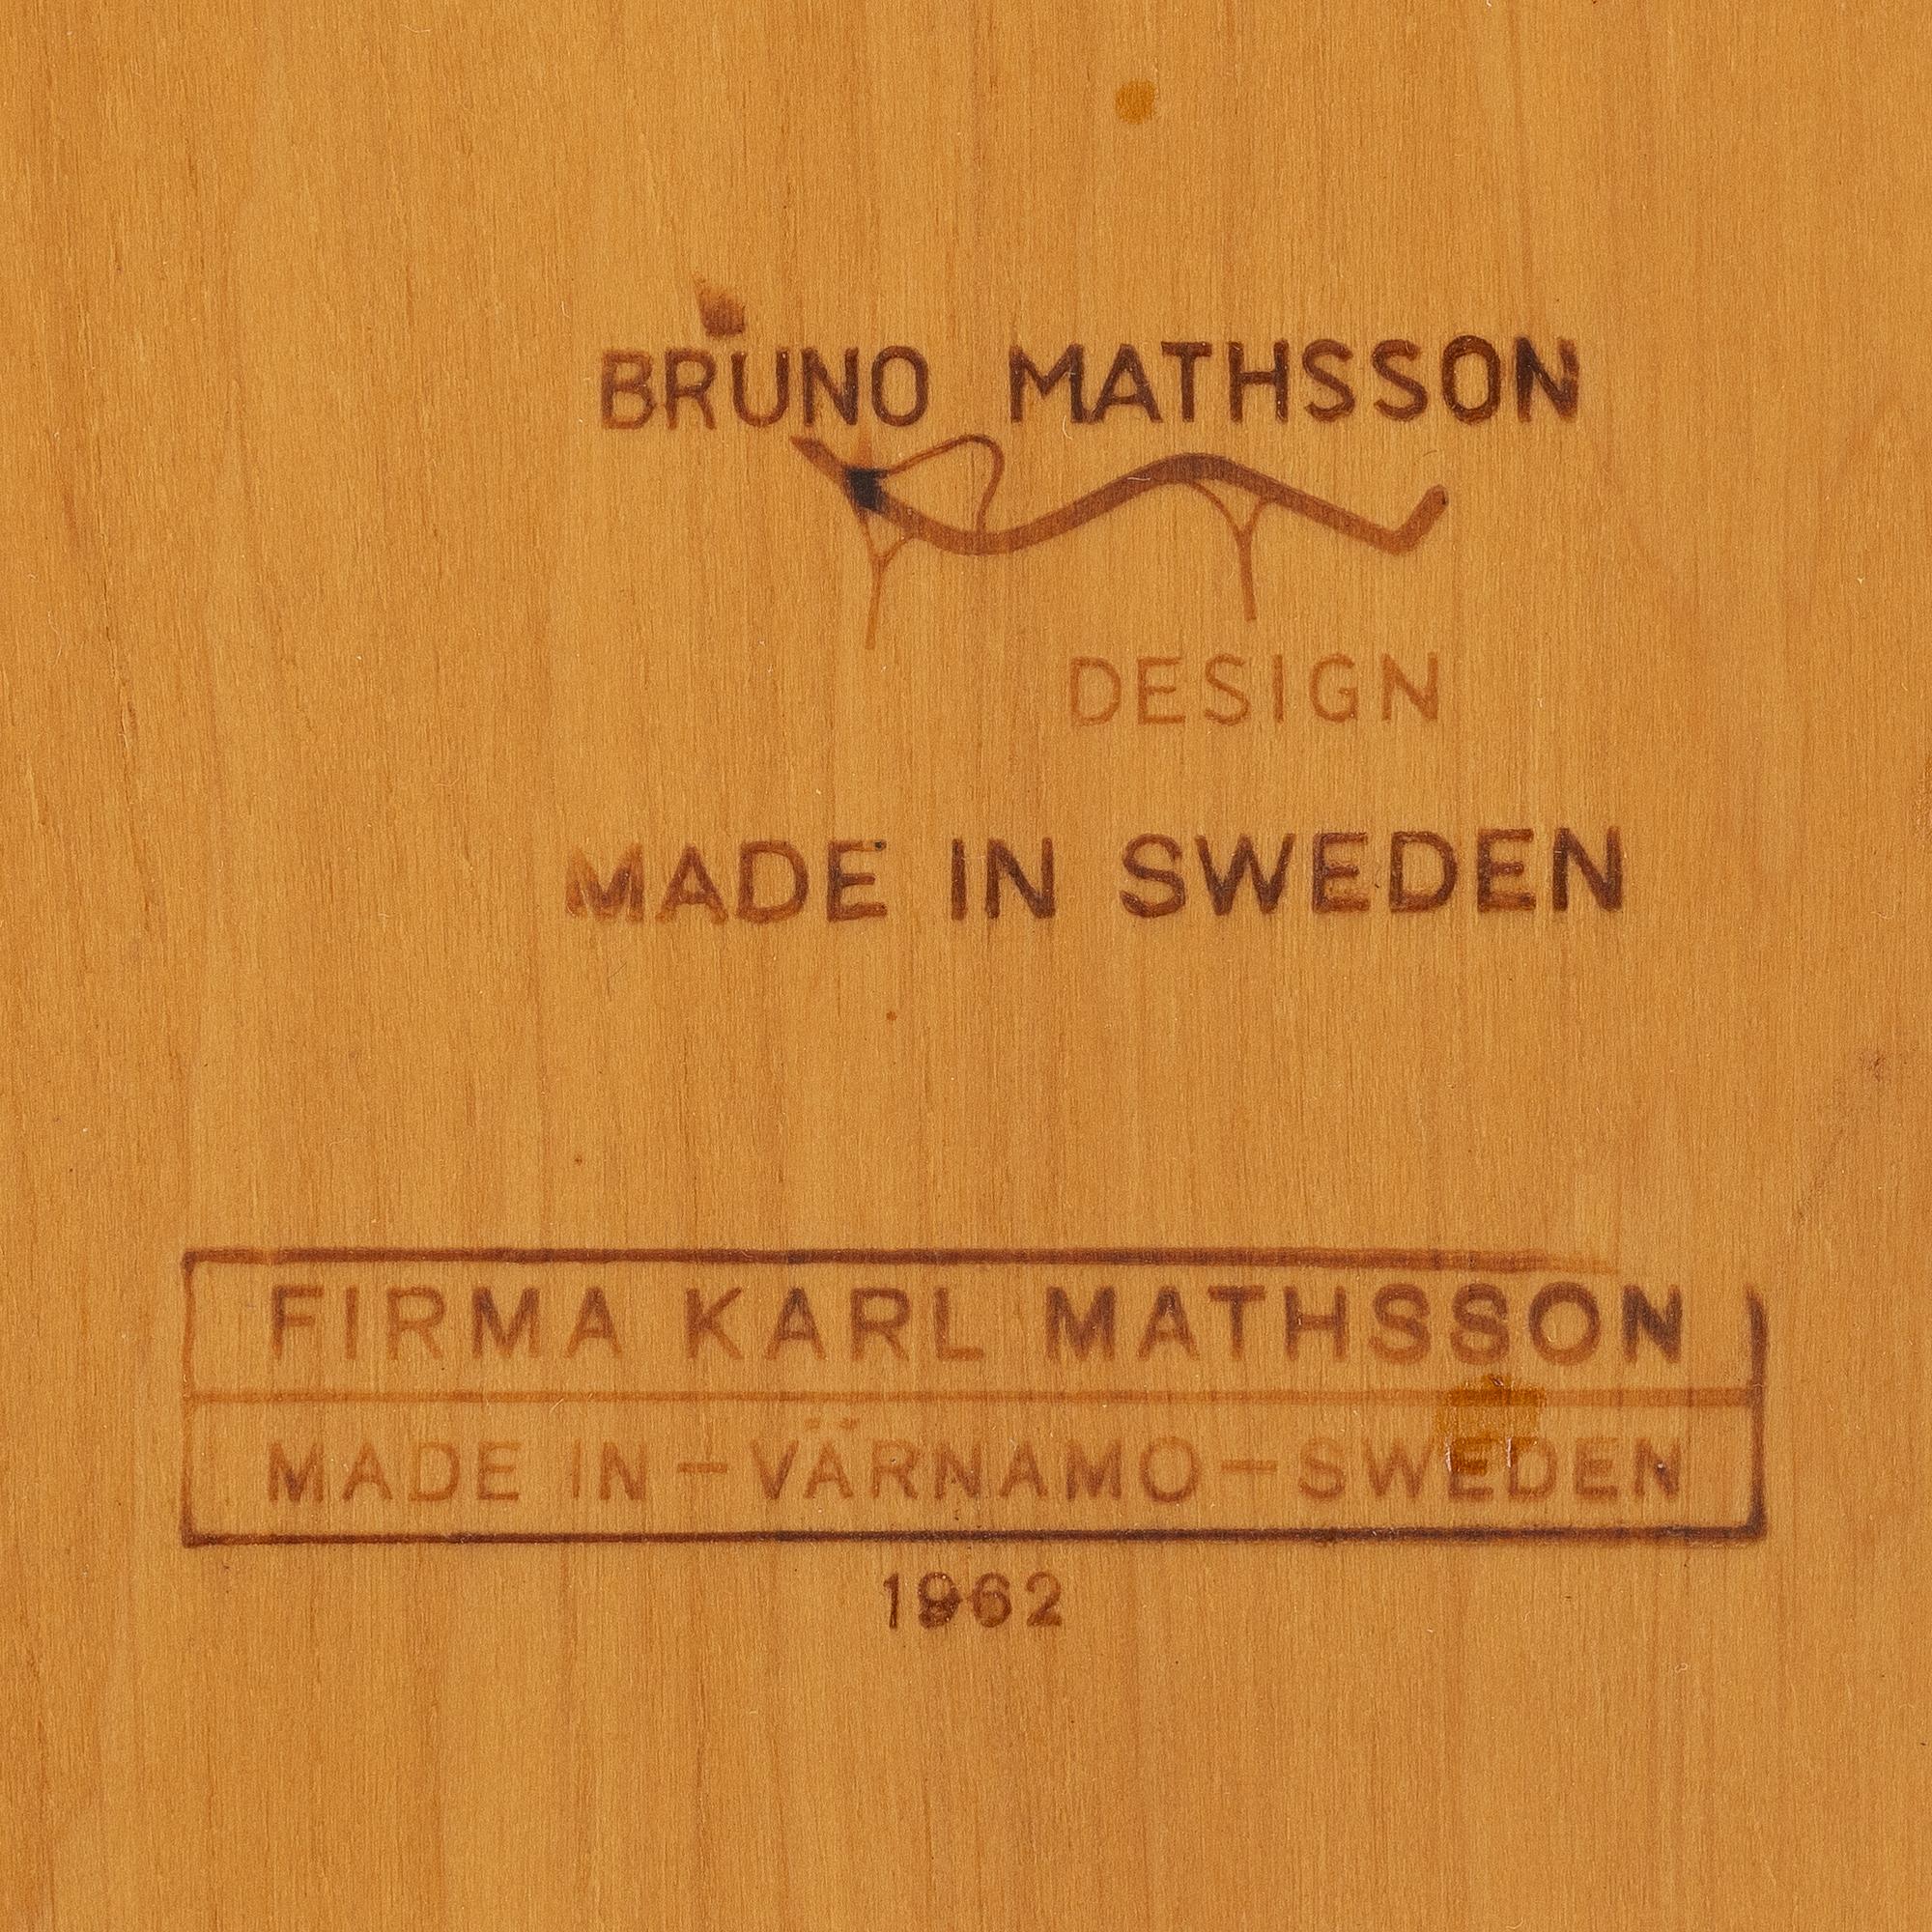 BRUNO MATHSSON
DESIGN
MADE IN SWEDEN
FIRMA KARL MATHSSON
MADE IN–VÄRNAMO–SWEDEN
1962